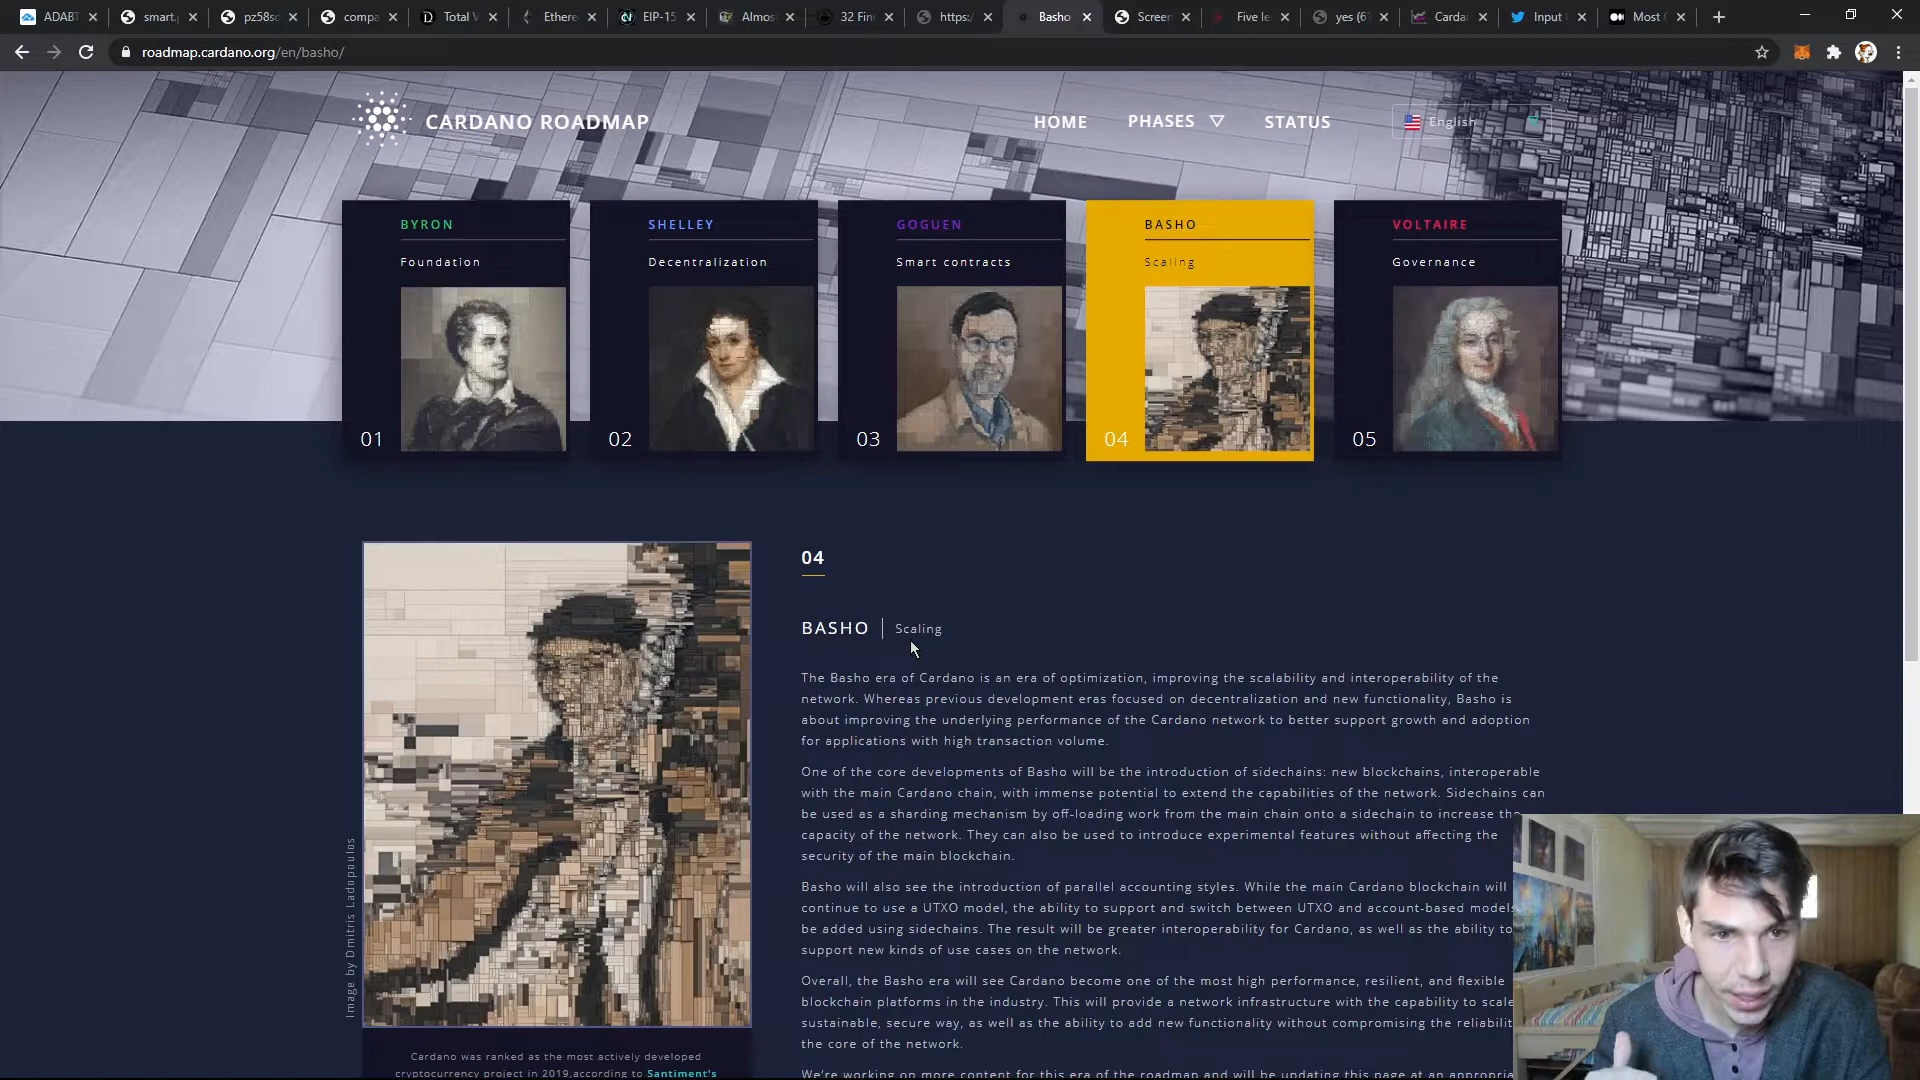 ADABT
smart.
pz58so
compa
Total V
Ethere
EIP-15
Almos
32 Fin
https:/
Basho
Screen
Five le
yes (6
Carda
Input
Most
roadmap.cardano.org/en/basho/
CARDANO ROADMAP
HOME
PHASES
STATUS
English
BYRON
Foundation
01
SHELLEY
Decentralization
02
GOGUEN
Smart contracts
03
BASHO
Scaling
04
VOLTAIRE
Governance
05
Image by Dmitris Ladopoulos
Cardano was ranked as the most actively developed
cryptocurrency project in 2019,according to Santiment's
04
BASHO | Scaling
The Basho era of Cardano is an era of optimization, improving the scalability and interoperability of the
network. Whereas previous development eras focused on decentralization and new functionality, Basho is
about improving the underlying performance of the Cardano network to better support growth and adoption
for applications with high transaction volume.
One of the core developments of Basho will be the introduction of sidechains: new blockchains, interoperable
with the main Cardano chain, with immense potential to extend the capabilities of the network. Sidechains can
be used as a sharding mechanism by off-loading work from the main chain onto a sidechain to increase the
capacity of the network. They can also be used to introduce experimental features without affecting the
security of the main blockchain.
Basho will also see the introduction of parallel accounting styles. While the main Cardano blockchain will
continue to use a UTXO model, the ability to support and switch between UTXO and account-based models
be added using sidechains. The result will be greater interoperability for Cardano, as well as the ability to
support new kinds of use cases on the network.
Overall, the Basho era will see Cardano become one of the most high performance, resilient, and flexible
blockchain platforms in the industry. This will provide a network infrastructure with the capability to scale
sustainable, secure way, as well as the ability to add new functionality without compromising the reliabilit
the core of the network.
We're working on more content for this era of the roadmap and will be updating this page at an appropria